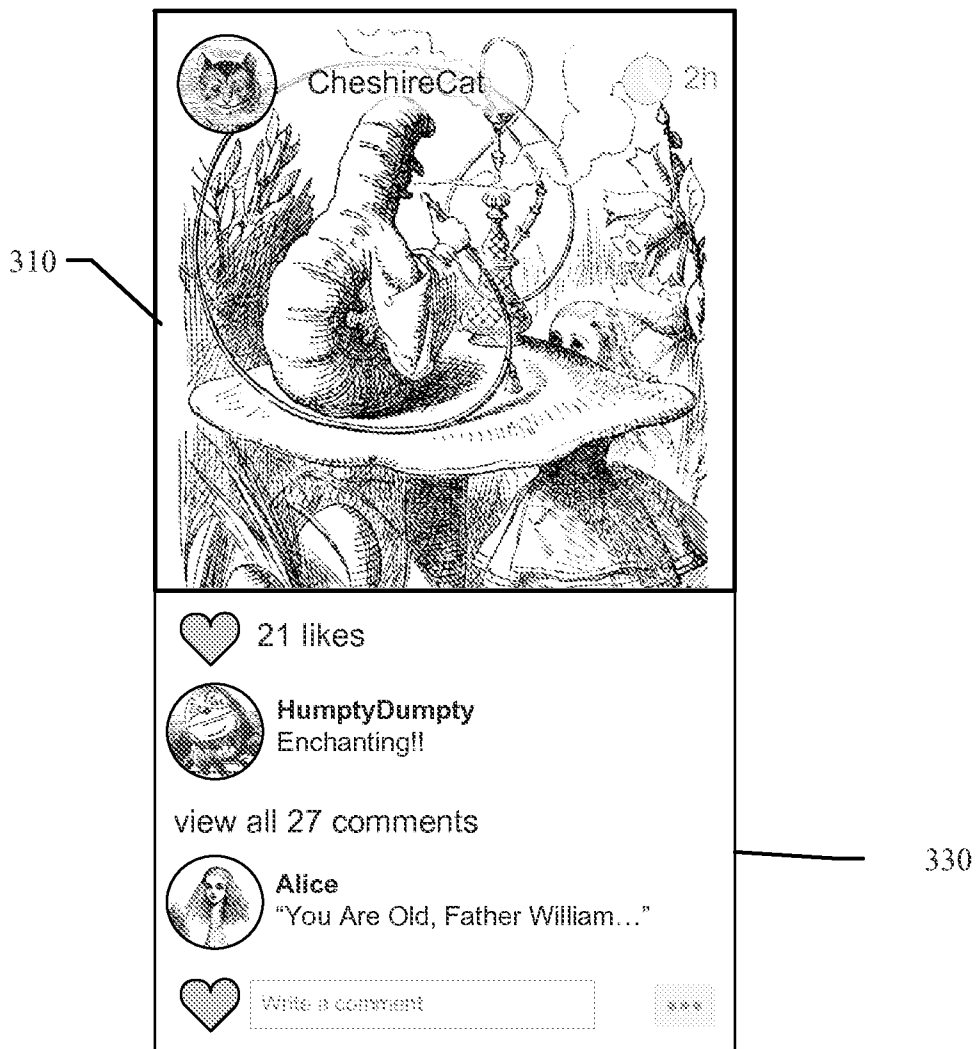 CheshireCat 2h
310
21 likes
HumptyDumpty
Enchanting!!
view all 27 comments
330
Alice
“You Are Old, Father William...”
Write a comment